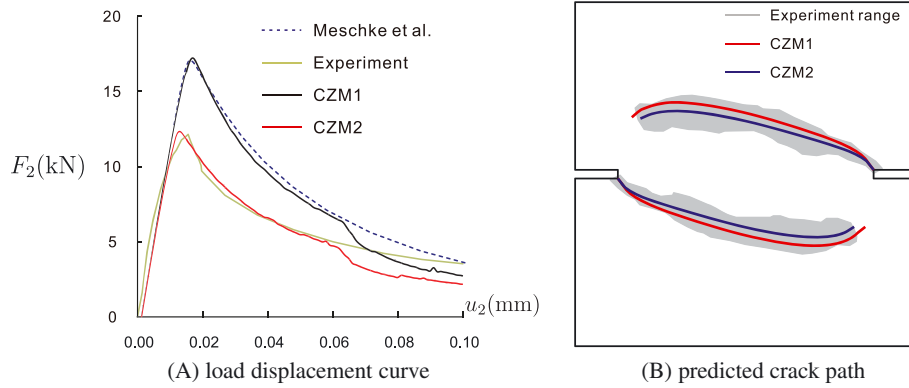 20
15
10
5
0
F₂(kN)
Meschke et al.
Experiment
CZM1
CZM2
u₂(mm)
0.00 0.02 0.04 0.06 0.08 0.10
(A) load displacement curve
Experiment range
CZM1
CZM2
(B) predicted crack path